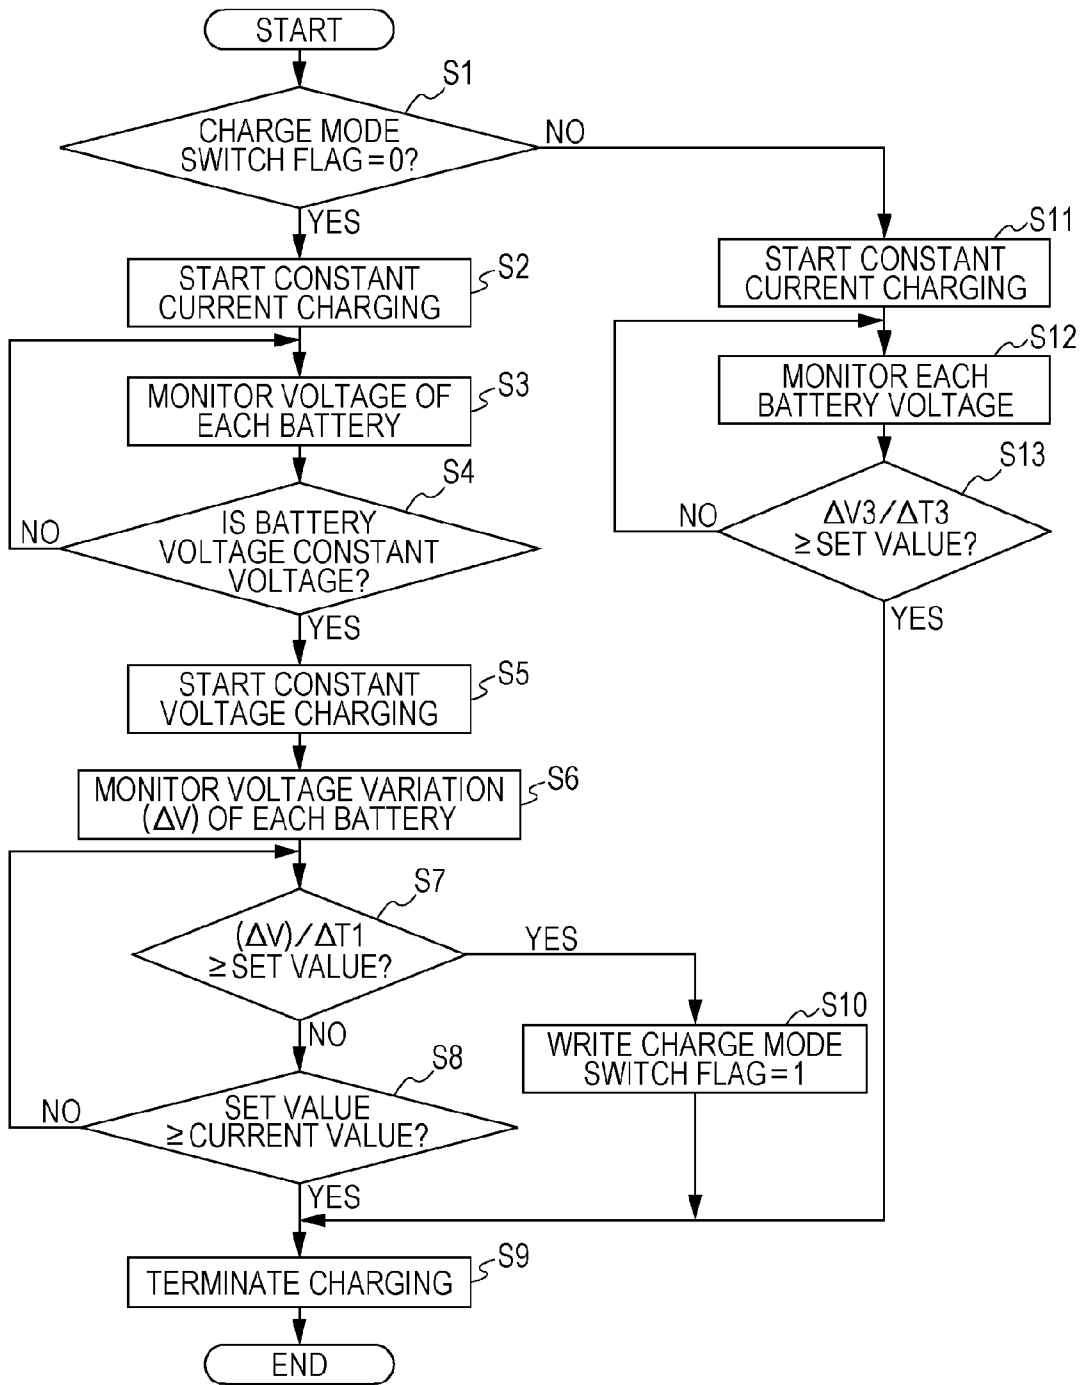 START
S1
CHARGE MODE
SWITCH FLAG=0?
NO
YES
S2
START CONSTANT
CURRENT CHARGING
S3
MONITOR VOLTAGE OF
EACH BATTERY
S4
IS BATTERY
VOLTAGE CONSTANT
VOLTAGE?
NO
YES
S5
START CONSTANT
VOLTAGE CHARGING
S6
MONITOR VOLTAGE VARIATION
(ΔV) OF EACH BATTERY
S7
(ΔV)/ΔT1
≥SET VALUE?
YES
NO
S8
SET VALUE
≥CURRENT VALUE?
NO
YES
S9
TERMINATE CHARGING
END
S10
WRITE CHARGE MODE
SWITCH FLAG=1
S11
START CONSTANT
CURRENT CHARGING
S12
MONITOR EACH
BATTERY VOLTAGE
S13
ΔV3/ΔT3
≥SET VALUE?
NO
YES